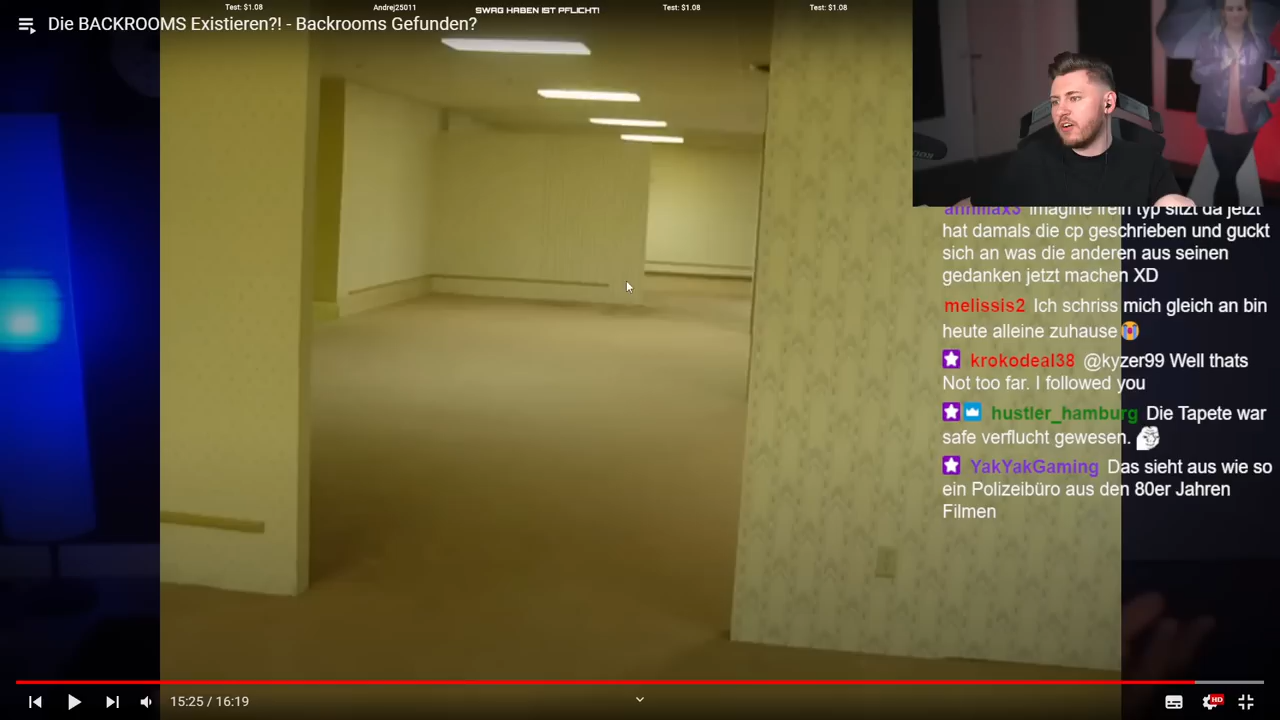 Test: $1.08
Andrej25011
SWAG HABEN IST PFLICHT!
Test: $1.08
Test: $1.08
Die BACKROOMS Existieren?! - Backrooms Gefunden?
imagine irein typ sitzt da jetzt
hat damals die cp geschrieben und guckt
sich an was die anderen aus seinen
gedanken jetzt machen XD
melissis2 Ich schriss mich gleich an bin
heute alleine zuhause
krokodeal38 @kyzer99 Well thats
Not too far. I followed you
hustler_hamburg Die Tapete war
safe verflucht gewesen.
YakYakGaming Das sieht aus wie so
ein Polizeibüro aus den 80er Jahren
Filmen
15:25 / 16:19
HD